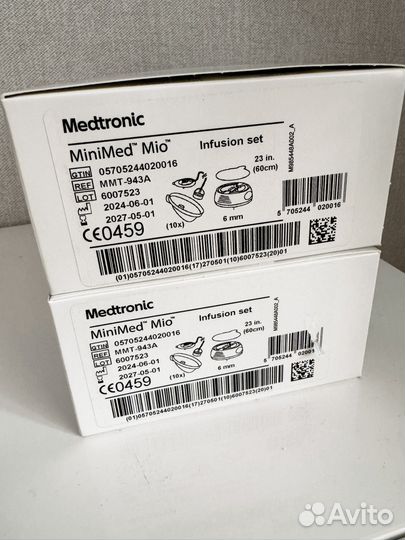 Medtronic
MiniMed™ Mio™ Infusion set
GTIN 05705244020016
REF MMT-943A
LOT 6007523
2024-06-01
2027-05-01
CE0459
(10x)
23 in.
(60cm)
6 mm
5 705244 020016
M985448A002_A
(01)05705244020016(17)270501(10)6007523(20)01
Medtronic
MiniMed™ Mio™ Infusion set
GTIN 05705244020016
REF MMT-943A
LOT 6007523
2024-06-01
2027-05-01
CE0459
(10x)
23 in.
(60cm)
6 mm
5 705244 02001
M985448A002_A
(01)05705244020016(17)270501(10)6007523(20)01
Avito